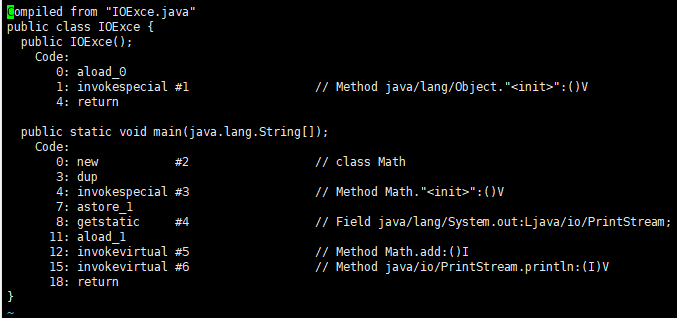 Compiled from "IOExce.java"
public class IOExce {
  public IOExce();
    Code:
       0: aload_0
       1: invokespecial #1                  // Method java/lang/Object."<init>":()V
       4: return

  public static void main(java.lang.String[]);
    Code:
       0: new           #2                  // class Math
       3: dup
       4: invokespecial #3                  // Method Math."<init>":()V
       7: astore_1
       8: getstatic     #4                  // Field java/lang/System.out:Ljava/io/PrintStream;
      11: aload_1
      12: invokevirtual #5                  // Method Math.add:()I
      15: invokevirtual #6                  // Method java/io/PrintStream.println:(I)V
      18: return
}
~